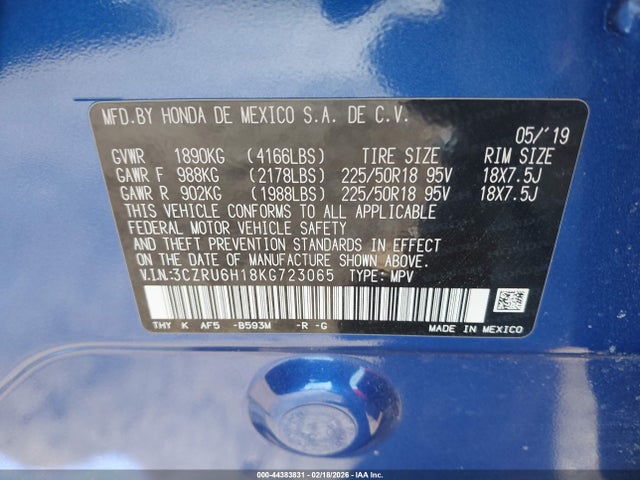 MFD.BY HONDA DE MEXICO S.A. DE C.V.
05/'19
GVWR 1890KG (4166LBS) TIRE SIZE RIM SIZE
GAWR F 988KG (2178LBS) 225/50R18 95V 18X7.5J
GAWR R 902KG (1988LBS) 225/50R18 95V 18X7.5J
THIS VEHICLE CONFORMS TO ALL APPLICABLE
FEDERAL MOTOR VEHICLE SAFETY
AND THEFT PREVENTION STANDARDS IN EFFECT
ON THE DATE OF MANUFACTURE SHOWN ABOVE.
V.I.N:3CZRU6H18KG723065 TYPE: MPV
THY K AF5 -B593M -R -G MADE IN MEXICO
000-44383831 - 02/18/2026 - IAA Inc.